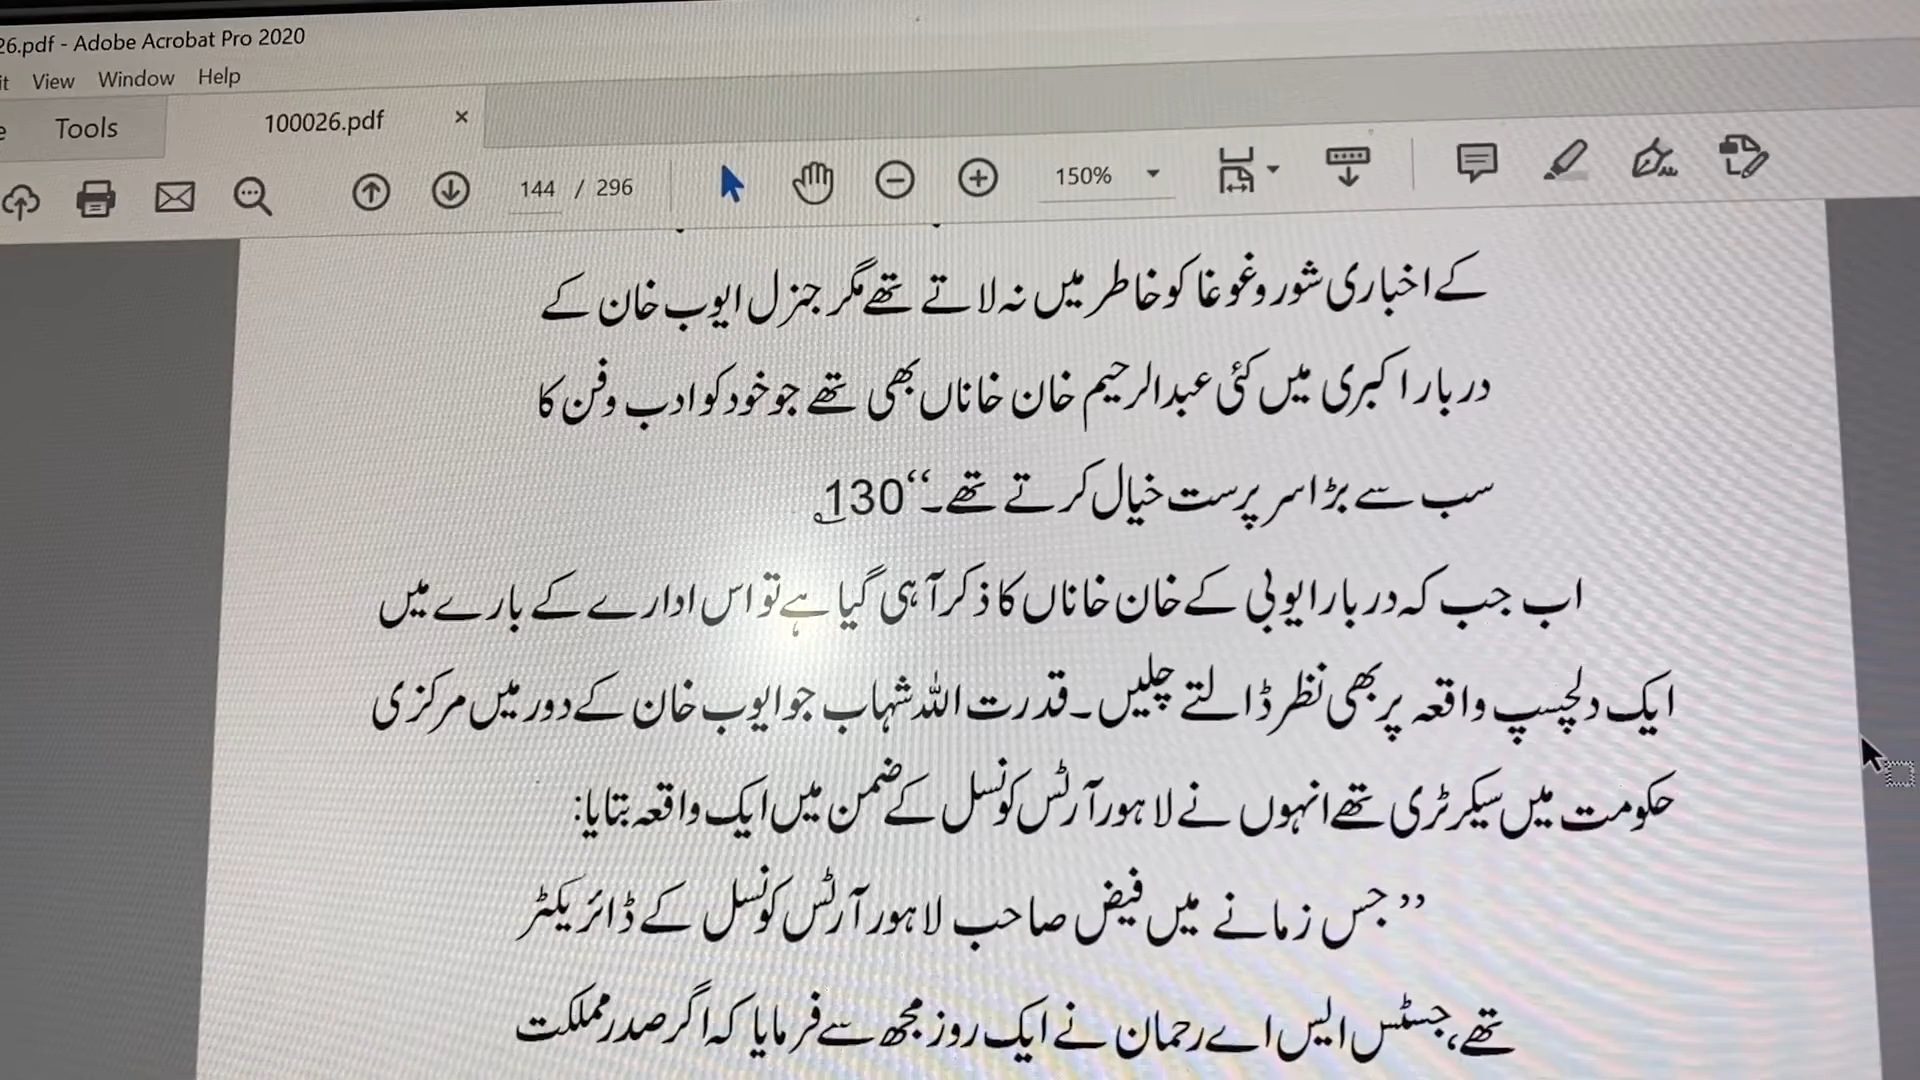 26.pdf - Adobe Acrobat Pro 2020
it View Window Help
e Tools 100026.pdf ×
144 / 296 150%
کے اخباری شور و غوغا کو خاطر میں نہ لاتے تھے مگر جنرل ایوب خان کے
دربار اکبری میں کئی عبدالرحیم خان خاناں بھی تھے جو خود کو ادب و فن کا
سب سے بڑا سرپرست خیال کرتے تھے۔“130؂
اب جب کہ دربار ایوبی کے خان خاناں کا ذکر آ ہی گیا ہے تو اس ادارے کے بارے میں
ایک دلچسپ واقعہ پر بھی نظر ڈالتے چلیں۔ قدرت اللہ شہاب جو ایوب خان کے دور میں مرکزی
حکومت میں سیکرٹری تھے انہوں نے لاہور آرٹس کونسل کے ضمن میں ایک واقعہ بتایا:
”جس زمانے میں فیض صاحب لاہور آرٹس کونسل کے ڈائریکٹر
تھے، جسٹس ایس اے رحمان نے ایک روز مجھ سے فرمایا کہ اگر صدر مملکت